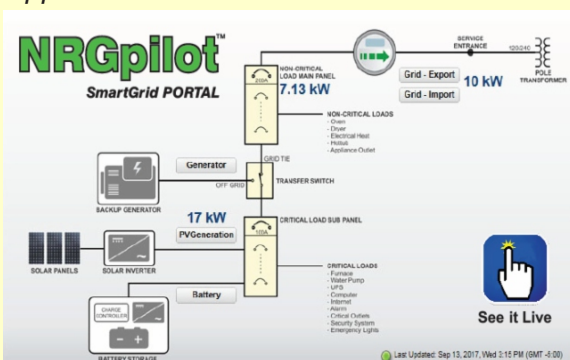 NRGpilot™
SmartGrid PORTAL
SERVICE
ENTRANCE
120/240
POLE
TRANSFORMER
NON-CRITICAL
LOAD MAIN PANEL
7.13 kW
Grid - Export
10 kW
Grid - Import
NON-CRITICAL LOADS
- Oven
- Dryer
- Electrical Heat
- Hottub
- Appliance Outlet
Generator
GRID TIE
OFF GRID
TRANSFER SWITCH
BACKUP GENERATOR
17 kW
CRITICAL LOAD SUB PANEL
100A
PVGeneration
SOLAR PANELS
SOLAR INVERTER
CRITICAL LOADS
- Furnace
- Water Pump
- UPS
- Computer
- Internet
- Alarm
- Critical Outlets
- Security System
- Emergency Lights
Battery
CHARGE
CONTROLLER
BATTERY STORAGE
See it Live
Last Updated: Sep 13, 2017, Wed 3:15 PM (GMT -6:00)